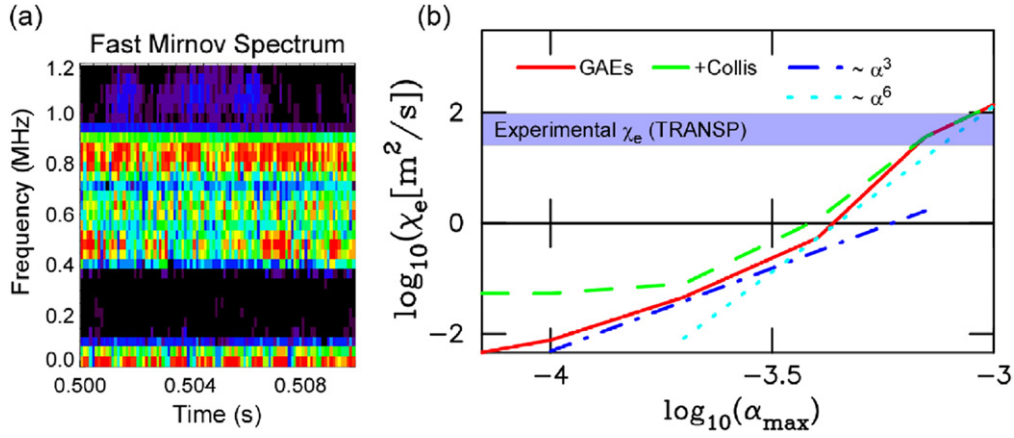 (a)
Fast Mirnov Spectrum
Frequency (MHz)
1.2
1.0
0.8
0.6
0.4
0.2
0.0
0.500
0.504
0.508
Time (s)
(b)
log₁₀(χₑ[m²/s])
2
0
−2
GAEs
+Collis
~ α³
~ α⁶
Experimental χₑ (TRANSP)
−4
−3.5
−3
log₁₀(αmax)